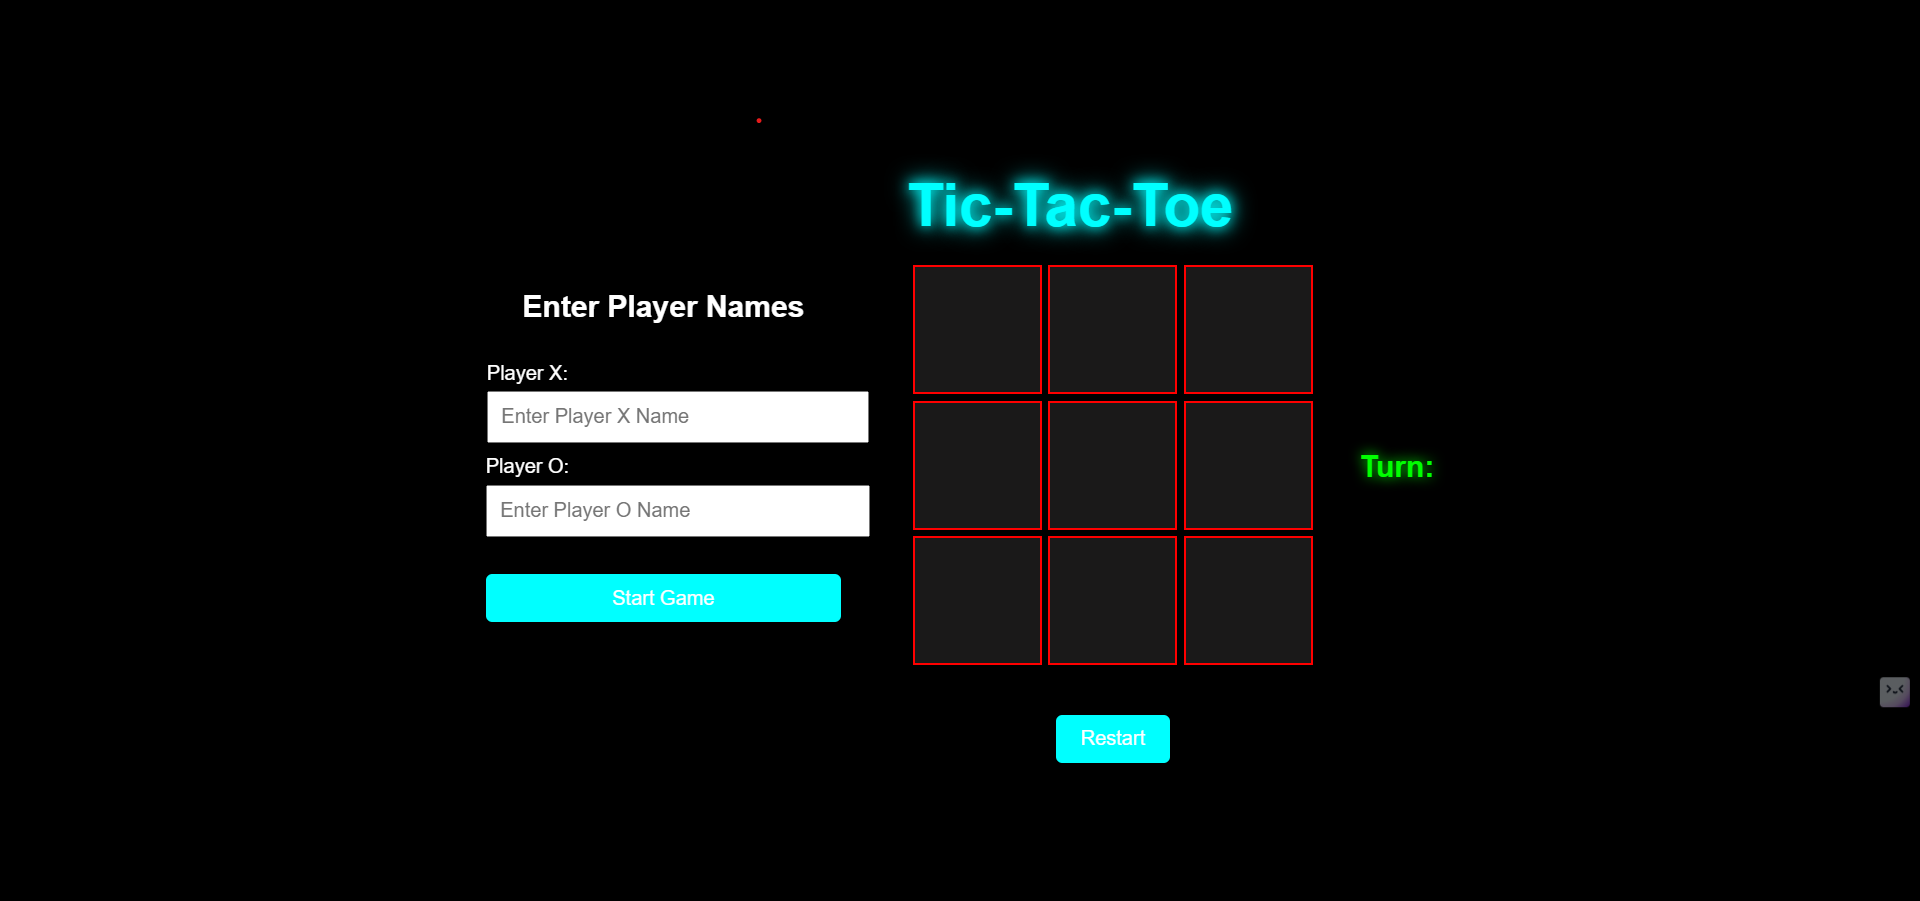 Tic-Tac-Toe
Enter Player Names
Player X:
Enter Player X Name
Player O:
Enter Player O Name
Start Game
Turn:
Restart